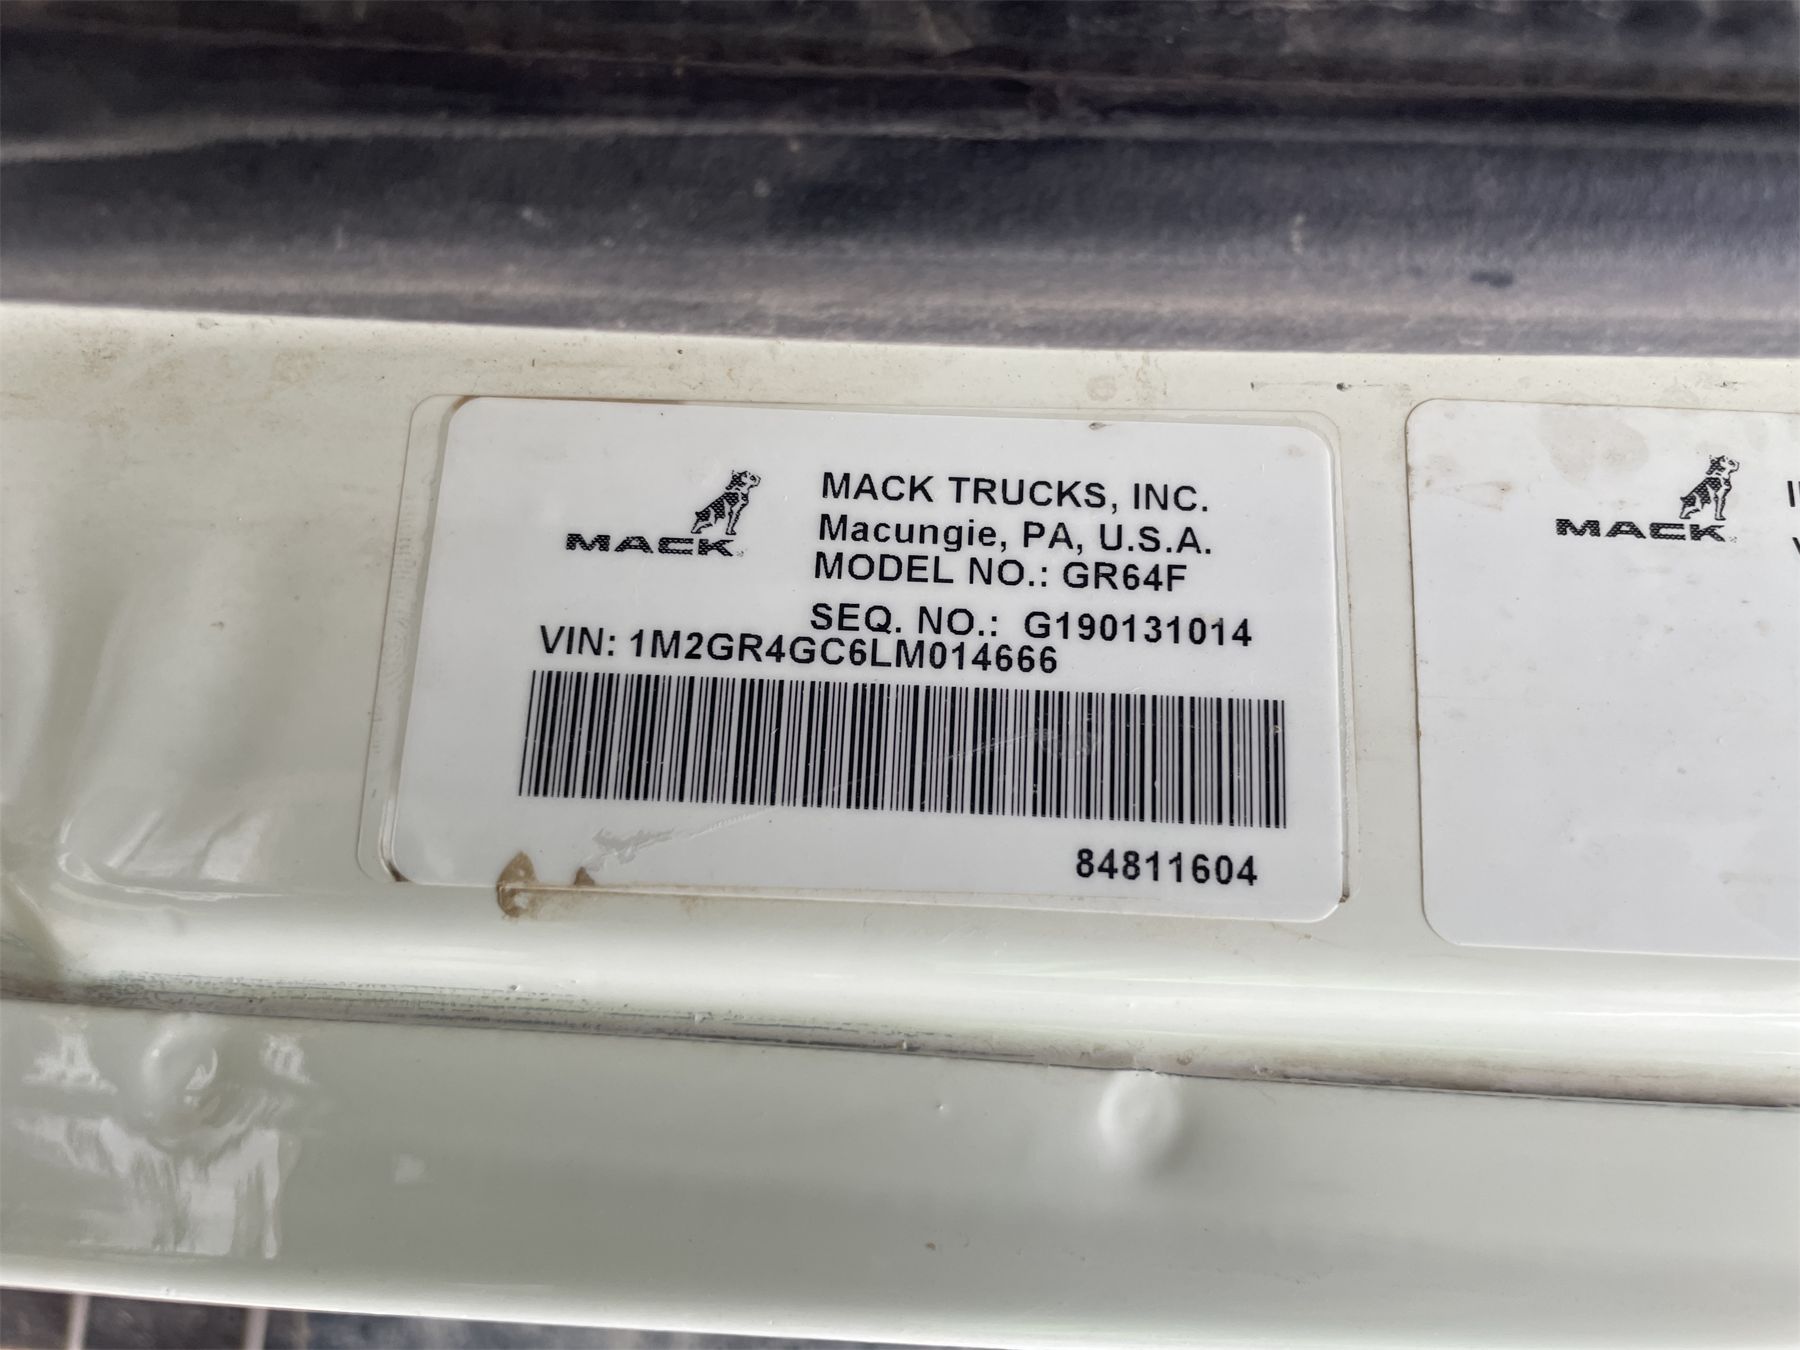 MACK
MACK TRUCKS, INC.
Macungie, PA, U.S.A.
MODEL NO.: GR64F
SEQ. NO.: G190131014
VIN: 1M2GR4GC6LM014666
84811604
MACK